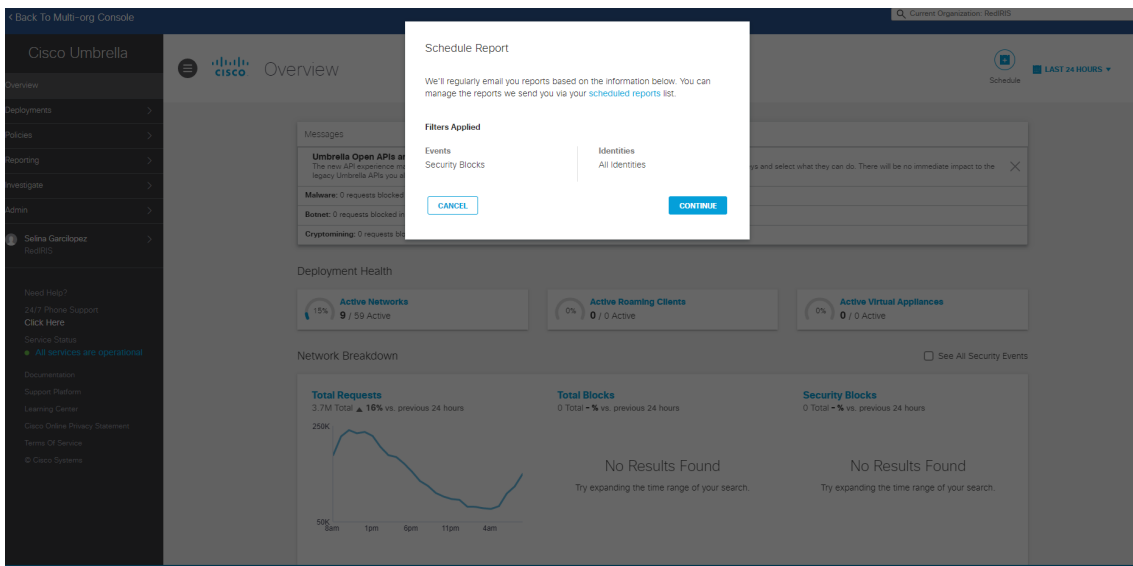 < Back To Multi-org Console
Current Organization: RedIRIS
Cisco Umbrella
Overview
Deployments
Policies
Reporting
Investigate
Admin
Selina Garcilopez
RedIRIS
Need Help?
24/7 Phone Support
Click Here
Service Status
All services are operational
Documentation
Support Platform
Learning Center
Cisco Online Privacy Statement
Terms Of Service
© Cisco Systems
CISCO
Overview
Schedule
LAST 24 HOURS
Schedule Report
We'll regularly email you reports based on the information below. You can
manage the reports we send you via your scheduled reports list.
Filters Applied
Events
Security Blocks
Identities
All Identities
CANCEL
CONTINUE
Messages
Umbrella Open APIs
The new API experience ys and select what they can do. There will be no immediate impact to the
legacy Umbrella APIs you
Malware: 0 requests blocked
Botnet: 0 requests blocked
Cryptomining: 0 requests
Deployment Health
15%
Active Networks
9 / 59 Active
0%
Active Roaming Clients
0 / 0 Active
0%
Active Virtual Appliances
0 / 0 Active
Network Breakdown
See All Security Events
Total Requests
3.7M Total ▲ 16% vs. previous 24 hours
250K
50K
8am 1pm 6pm 11pm 4am
Total Blocks
0 Total - % vs. previous 24 hours
No Results Found
Try expanding the time range of your search.
Security Blocks
0 Total - % vs. previous 24 hours
No Results Found
Try expanding the time range of your search.